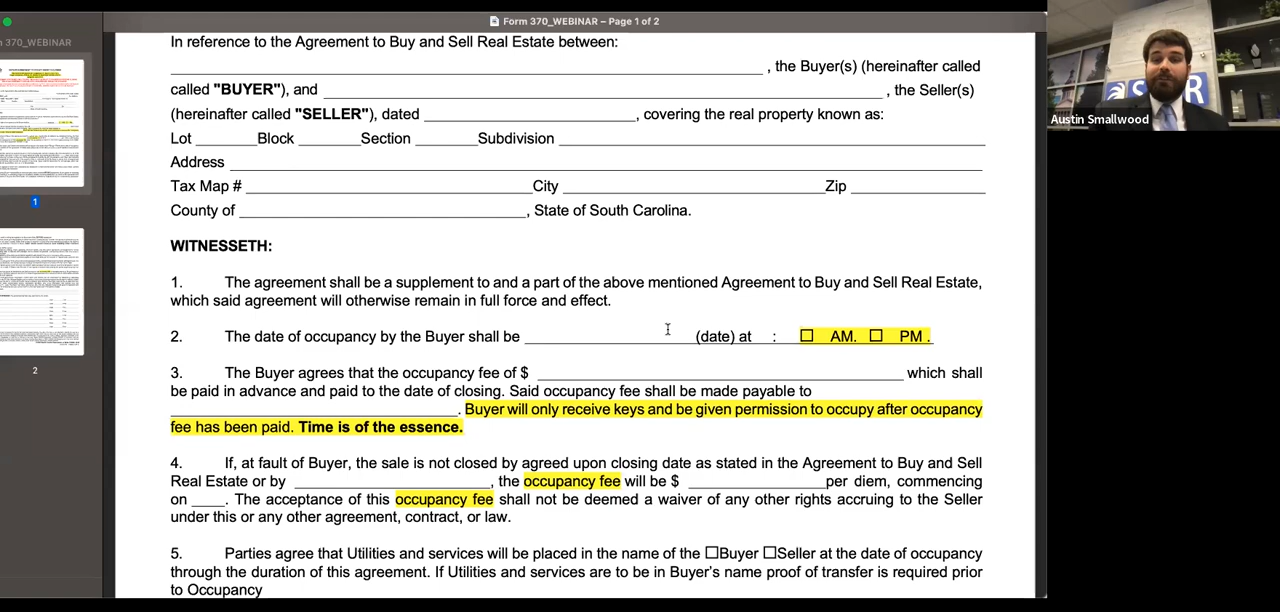 Form 370_WEBINAR – Page 1 of 2
370_WEBINAR
In reference to the Agreement to Buy and Sell Real Estate between:
, the Buyer(s) (hereinafter called
called "BUYER"), and , the Seller(s)
(hereinafter called "SELLER"), dated , covering the real property known as:
Lot Block Section Subdivision
Address
Tax Map # City Zip
County of , State of South Carolina.
WITNESSETH:
1. The agreement shall be a supplement to and a part of the above mentioned Agreement to Buy and Sell Real Estate,
which said agreement will otherwise remain in full force and effect.
2. The date of occupancy by the Buyer shall be (date) at : ☐ AM. ☐ PM .
3. The Buyer agrees that the occupancy fee of $ which shall
be paid in advance and paid to the date of closing. Said occupancy fee shall be made payable to
. Buyer will only receive keys and be given permission to occupy after occupancy
fee has been paid. Time is of the essence.
4. If, at fault of Buyer, the sale is not closed by agreed upon closing date as stated in the Agreement to Buy and Sell
Real Estate or by , the occupancy fee will be $ per diem, commencing
on . The acceptance of this occupancy fee shall not be deemed a waiver of any other rights accruing to the Seller
under this or any other agreement, contract, or law.
5. Parties agree that Utilities and services will be placed in the name of the ☐Buyer ☐Seller at the date of occupancy
through the duration of this agreement. If Utilities and services are to be in Buyer's name proof of transfer is required prior
to Occupancy
1
2
Austin Smallwood